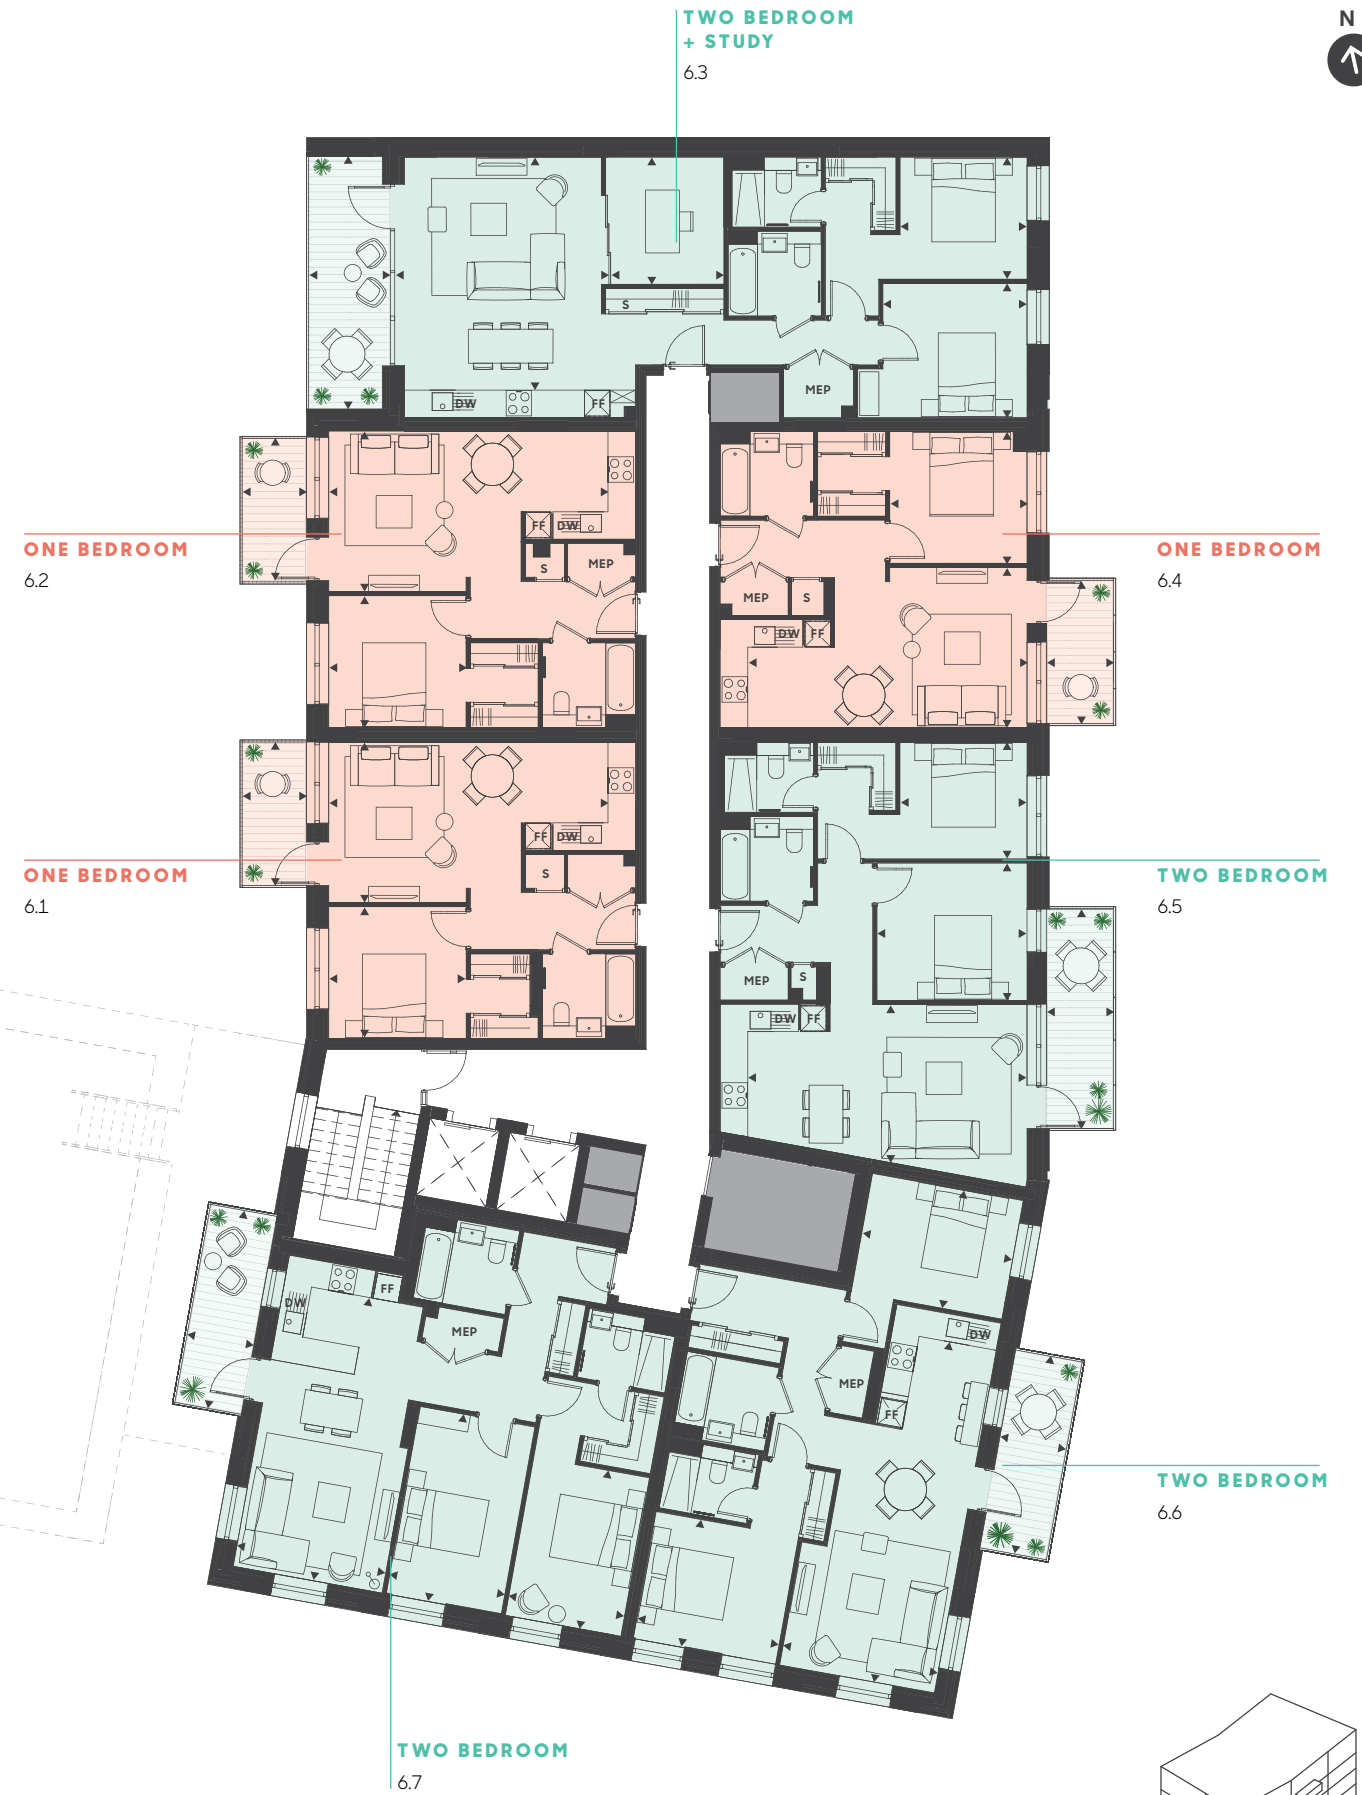 TWO BEDROOM
+ STUDY
6.3
N
S
MEP
DW
FF
ONE BEDROOM
6.2
FF
DW
S
MEP
ONE BEDROOM
6.4
MEP
S
DW
FF
ONE BEDROOM
6.1
FF
DW
S
TWO BEDROOM
6.5
MEP
S
DW
FF
DW
FF
MEP
DW
MEP
FF
TWO BEDROOM
6.6
TWO BEDROOM
6.7